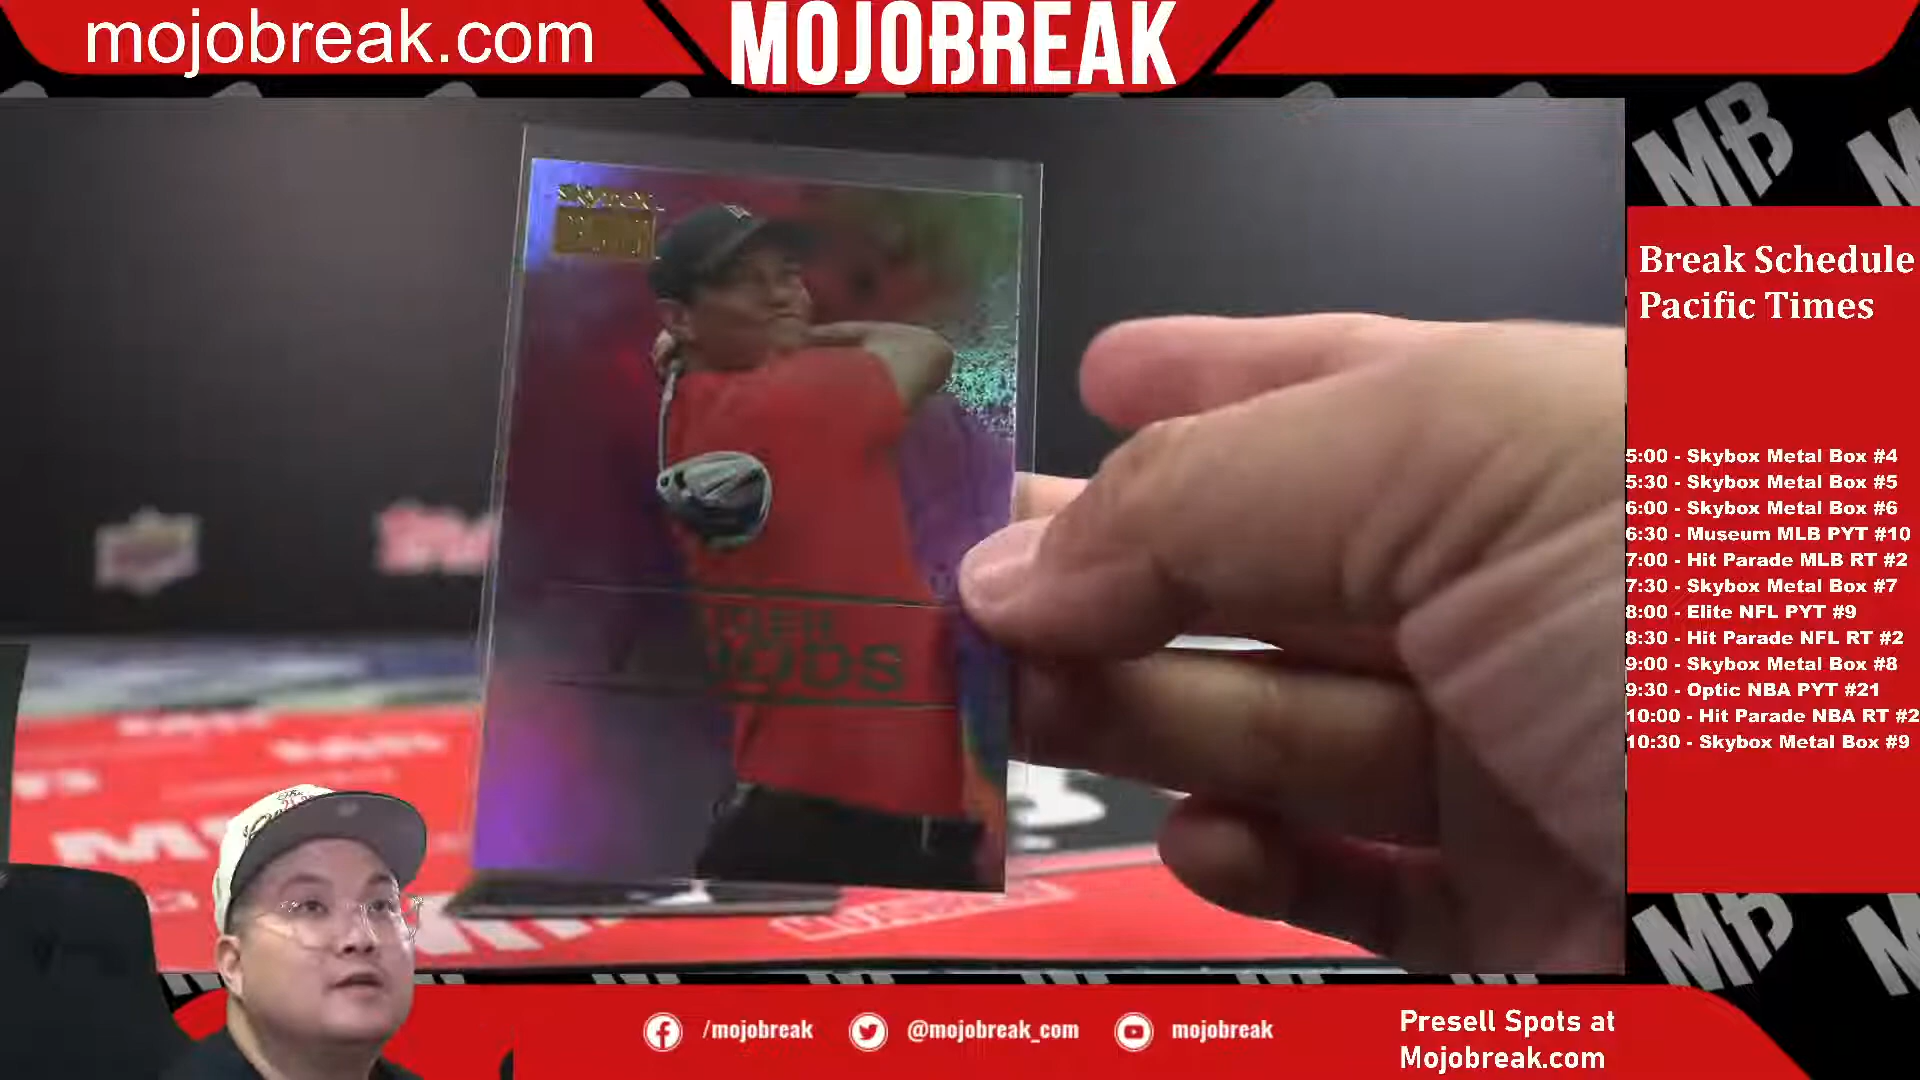 mojobreak.com
MOJOBREAK
Break Schedule
Pacific Times
5:00 - Skybox Metal Box #4
5:30 - Skybox Metal Box #5
6:00 - Skybox Metal Box #6
6:30 - Museum MLB PYT #10
7:00 - Hit Parade MLB RT #2
7:30 - Skybox Metal Box #7
8:00 - Elite NFL PYT #9
8:30 - Hit Parade NFL RT #2
9:00 - Skybox Metal Box #8
9:30 - Optic NBA PYT #21
10:00 - Hit Parade NBA RT #2
10:30 - Skybox Metal Box #9
MB
MB
/mojobreak
@mojobreak_com
mojobreak
Presell Spots at
Mojobreak.com